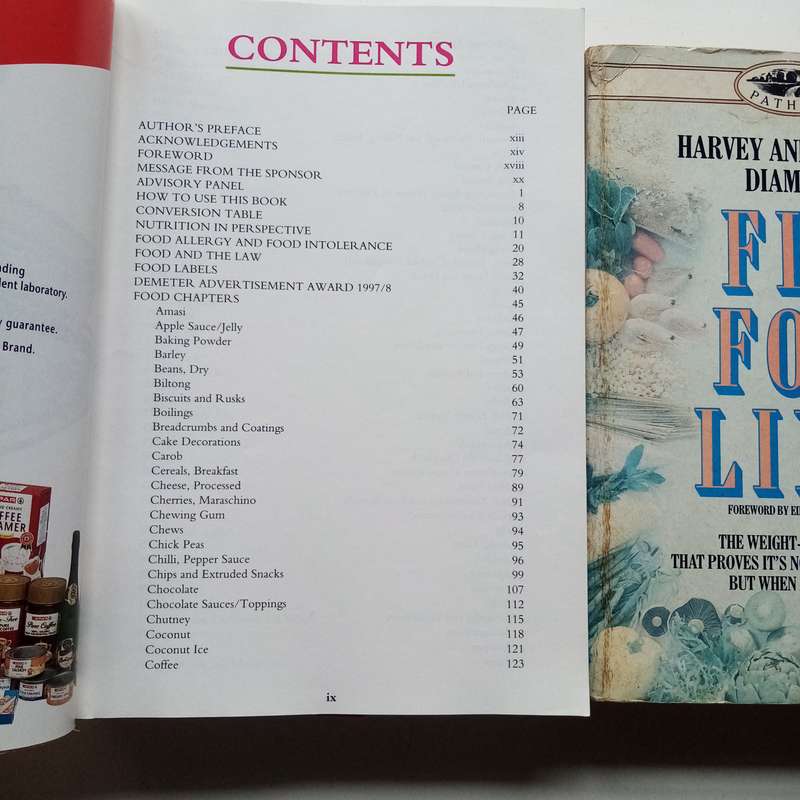 CONTENTS
PAGE
AUTHOR'S PREFACE xiii
ACKNOWLEDGEMENTS xiv
FOREWORD xviii
MESSAGE FROM THE SPONSOR xx
ADVISORY PANEL 1
HOW TO USE THIS BOOK 8
CONVERSION TABLE 10
NUTRITION IN PERSPECTIVE 11
FOOD ALLERGY AND FOOD INTOLERANCE 20
FOOD AND THE LAW 28
FOOD LABELS 32
DEMETER ADVERTISEMENT AWARD 1997/8 40
FOOD CHAPTERS 45
Amasi 46
Apple Sauce/Jelly 47
Baking Powder 49
Barley 51
Beans, Dry 53
Biltong 60
Biscuits and Rusks 63
Boilings 71
Breadcrumbs and Coatings 72
Cake Decorations 74
Carob 77
Cereals, Breakfast 79
Cheese, Processed 89
Cherries, Maraschino 91
Chewing Gum 93
Chews 94
Chick Peas 95
Chilli, Pepper Sauce 96
Chips and Extruded Snacks 99
Chocolate 107
Chocolate Sauces/Toppings 112
Chutney 115
Coconut 118
Coconut Ice 121
Coffee 123
ix
ading
dent laboratory.
y guarantee.
Brand.
PATH
HARVEY AN
DIAM
FI
FO
LI
FOREWORD BY
THE WEIGHT-
THAT PROVES IT'S N
BUT WHEN